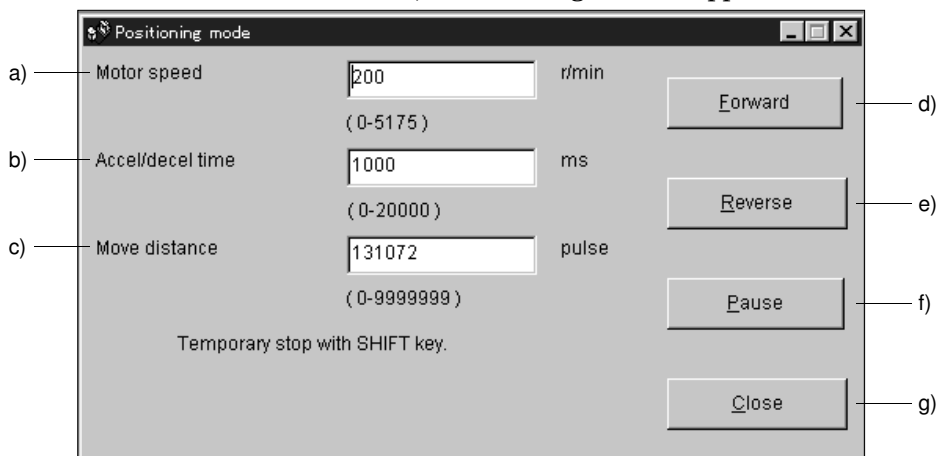 Positioning mode
a) Motor speed 200 r/min
(0-5175)
Forward d)
b) Accel/decel time 1000 ms
(0-20000)
Reverse e)
c) Move distance 131072 pulse
(0-9999999)
Pause f)
Temporary stop with SHIFT key.
Close g)